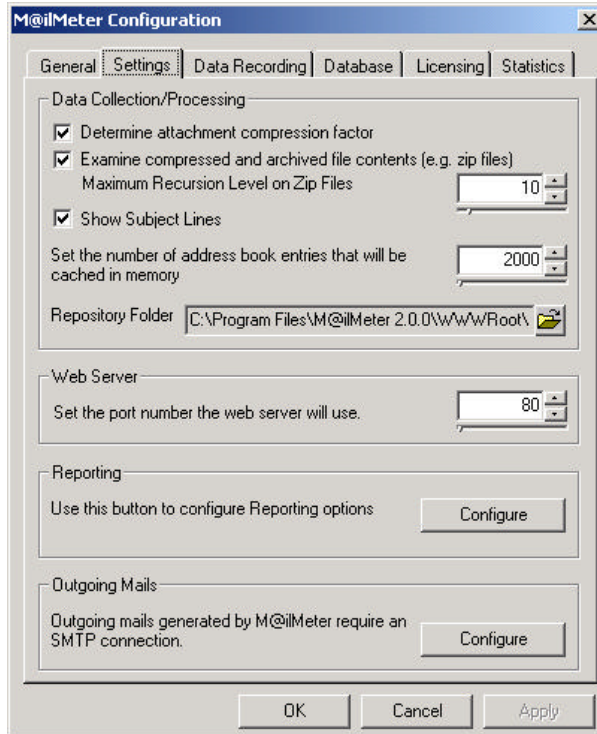 M@ilMeter Configuration
General Settings Data Recording Database Licensing Statistics
Data Collection/Processing
Determine attachment compression factor
Examine compressed and archived file contents (e.g. zip files)
Maximum Recursion Level on Zip Files 10
Show Subject Lines
Set the number of address book entries that will be
cached in memory 2000
Repository Folder C:\Program Files\M@ilMeter 2.0.0\WWWRoot\
Web Server
Set the port number the web server will use. 80
Reporting
Use this button to configure Reporting options Configure
Outgoing Mails
Outgoing mails generated by M@ilMeter require an
SMTP connection. Configure
OK Cancel Apply